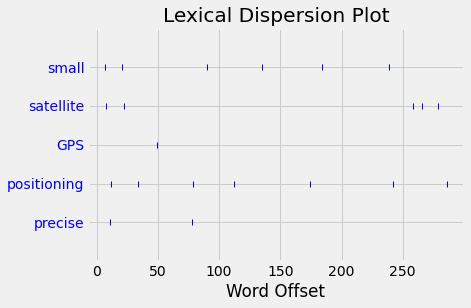 Lexical Dispersion Plot
small
satellite
GPS
positioning
precise
0 50 100 150 200 250
Word Offset